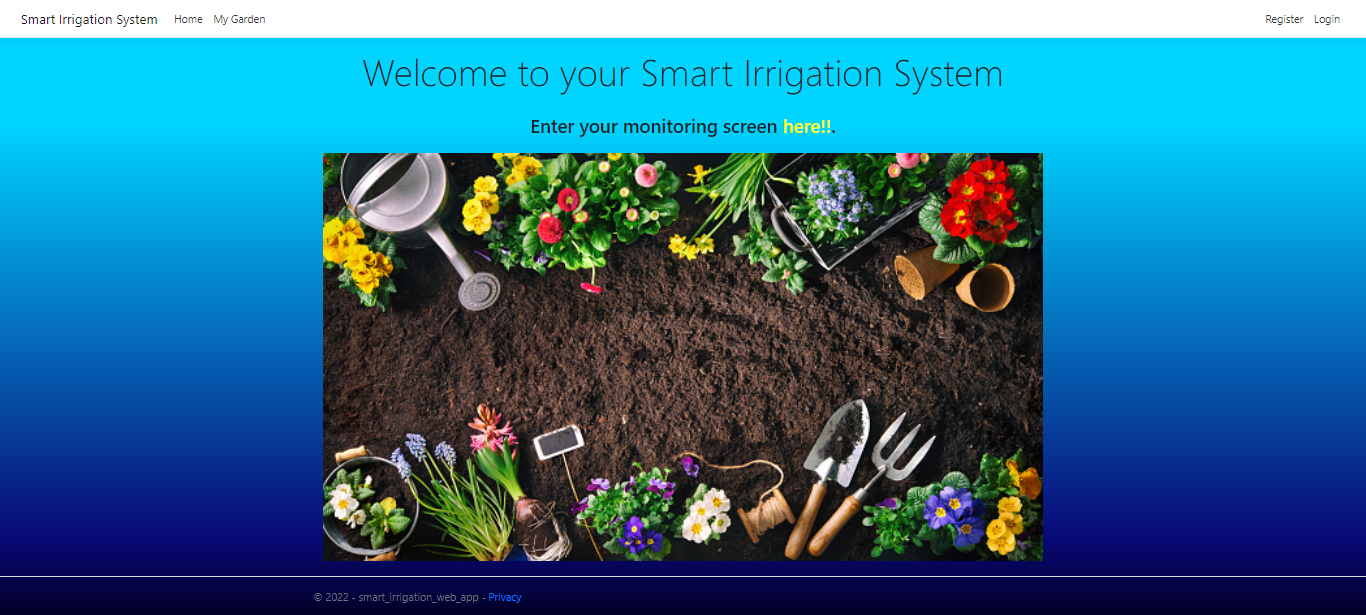 Smart Irrigation System Home My Garden Register Login
Welcome to your Smart Irrigation System
Enter your monitoring screen here!!.
© 2022 - smart_irrigation_web_app - Privacy